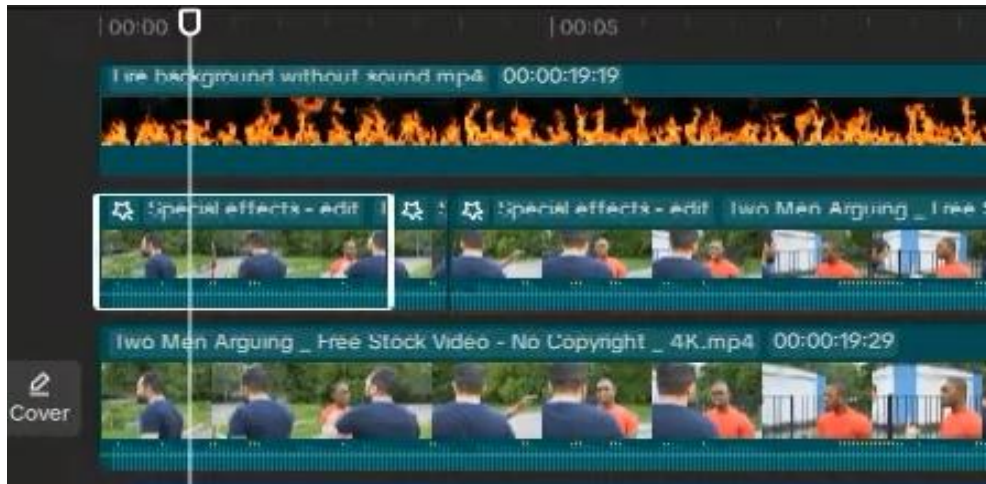 00:00 00:05
Fire background without sound.mp4 00:00:19:19
Special effects - edit Special effects - edit Two Men Arguing _ Free
Two Men Arguing _ Free Stock Video - No Copyright _ 4K.mp4 00:00:19:29
Cover